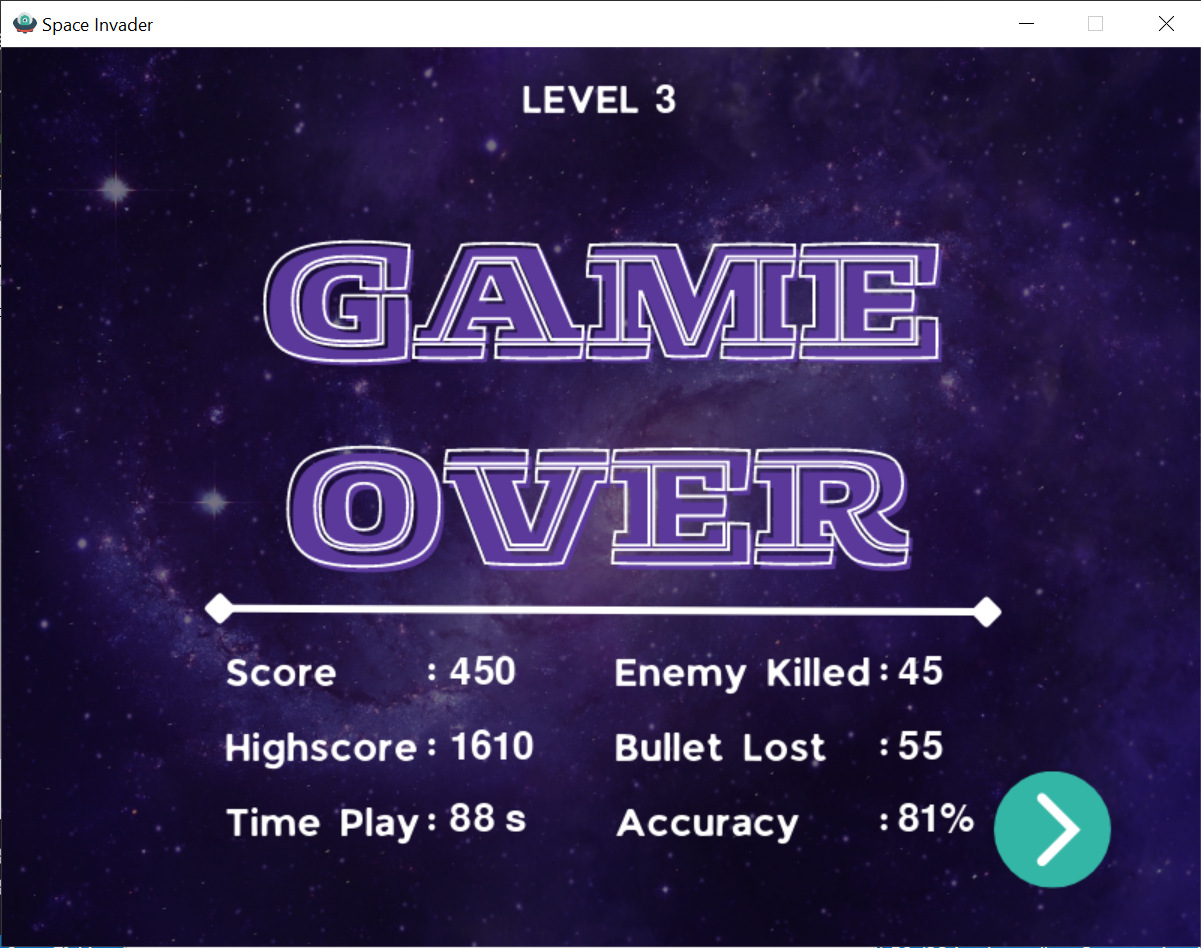 Space Invader
LEVEL 3
GAME
OVER
Score : 450
Enemy Killed : 45
Highscore : 1610
Bullet Lost : 55
Time Play : 88 s
Accuracy : 81%